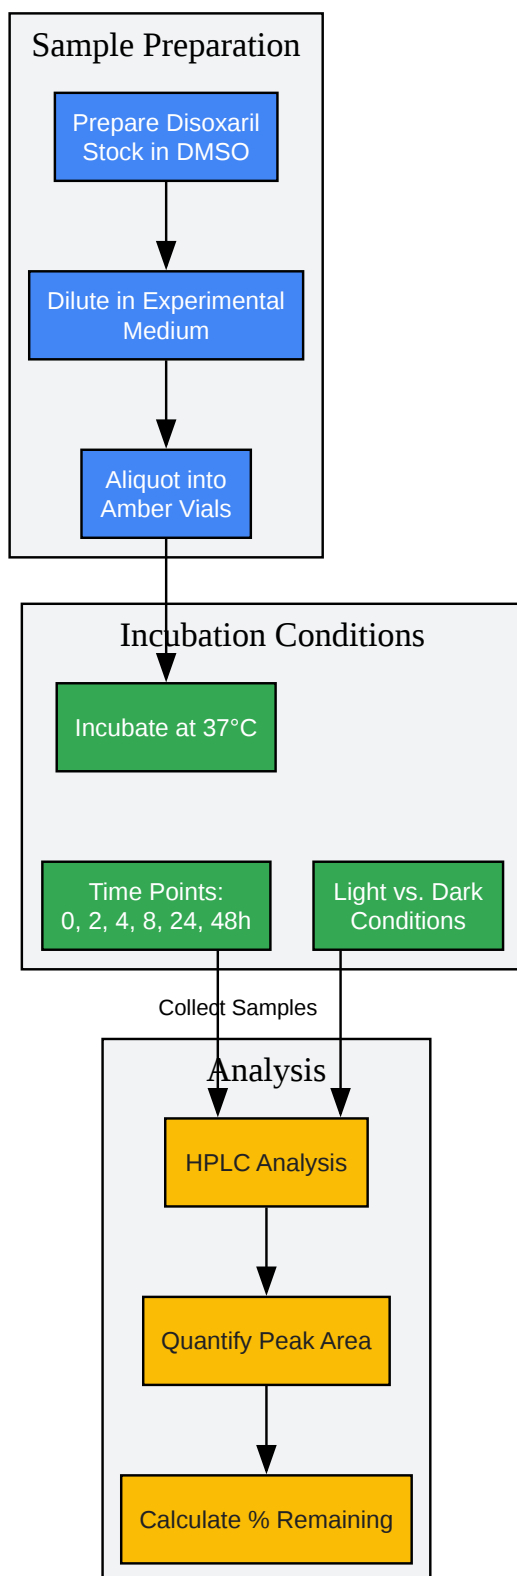 Sample Preparation
Prepare Disoxaril
Stock in DMSO
Dilute in Experimental
Medium
Aliquot into
Amber Vials
Incubation Conditions
Incubate at 37°C
Time Points:
0, 2, 4, 8, 24, 48h
Light vs. Dark
Conditions
Collect Samples
Analysis
HPLC Analysis
Quantify Peak Area
Calculate % Remaining